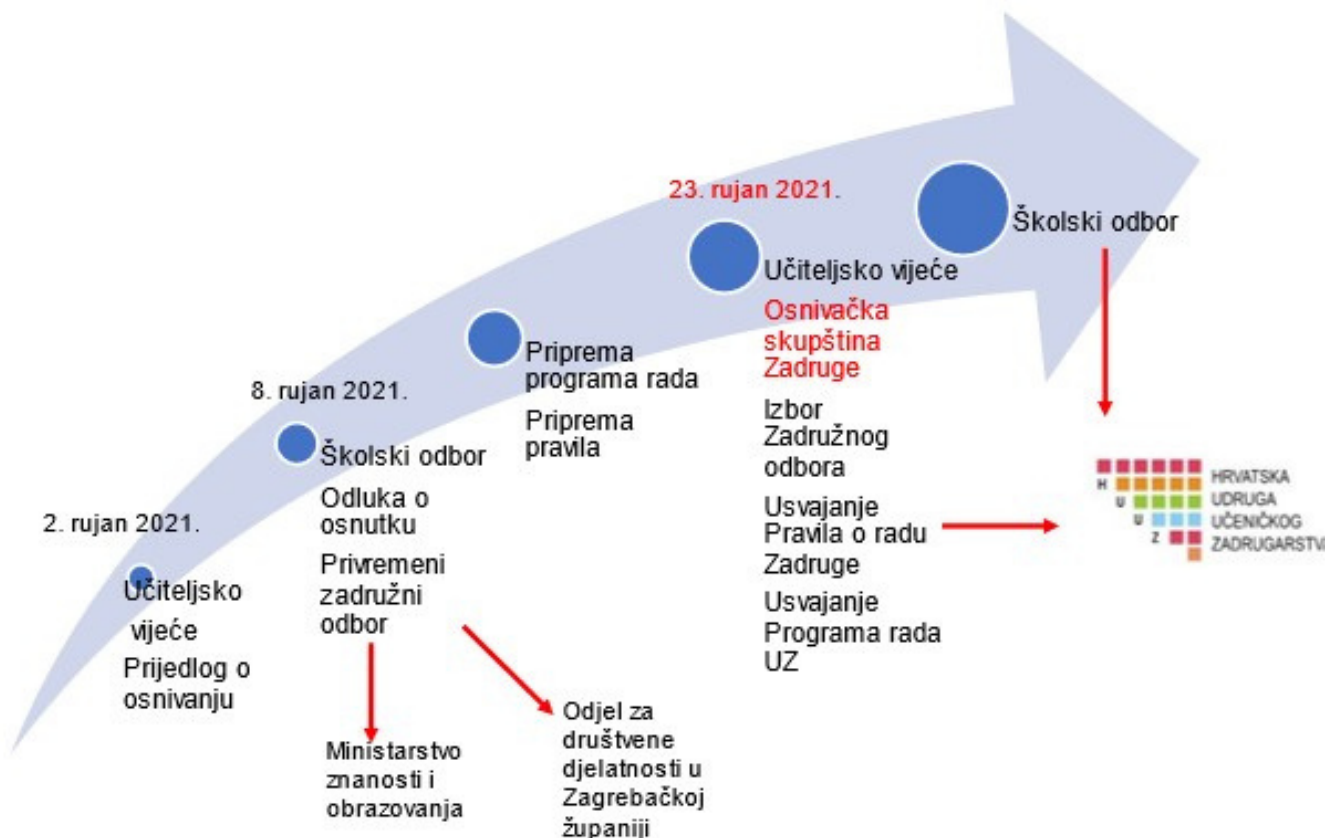 2. rujan 2021.
Učiteljsko
vijeće
Prijedlog o
osnivanju
8. rujan 2021.
Školski odbor
Odluka o
osnutku
Privremeni
zadružni
odbor
Ministarstvo
znanosti i
obrazovanja
Odjel za
društvene
djelatnosti u
Zagrebačkoj
županiji
Priprema
programa rada
Priprema
pravila
23. rujan 2021.
Učiteljsko vijeće
Osnivačka
skupština
Zadruge
Izbor
Zadružnog
odbora
Usvajanje
Pravila o radu
Zadruge
Usvajanje
Programa rada
UZ
Školski odbor
H HRVATSKA
U UDRUGA
U UČENIČKOG
Z ZADRUGARSTVA